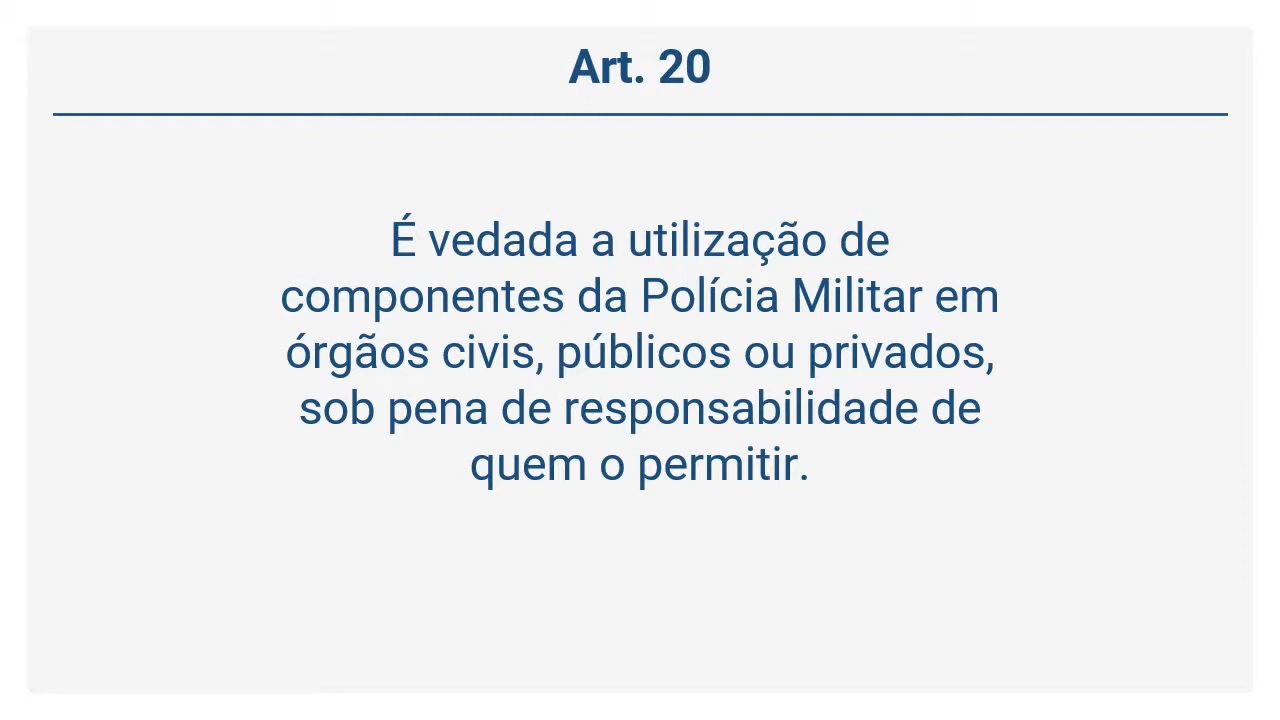 Art. 20
É vedada a utilização de
componentes da Polícia Militar em
órgãos civis, públicos ou privados,
sob pena de responsabilidade de
quem o permitir.